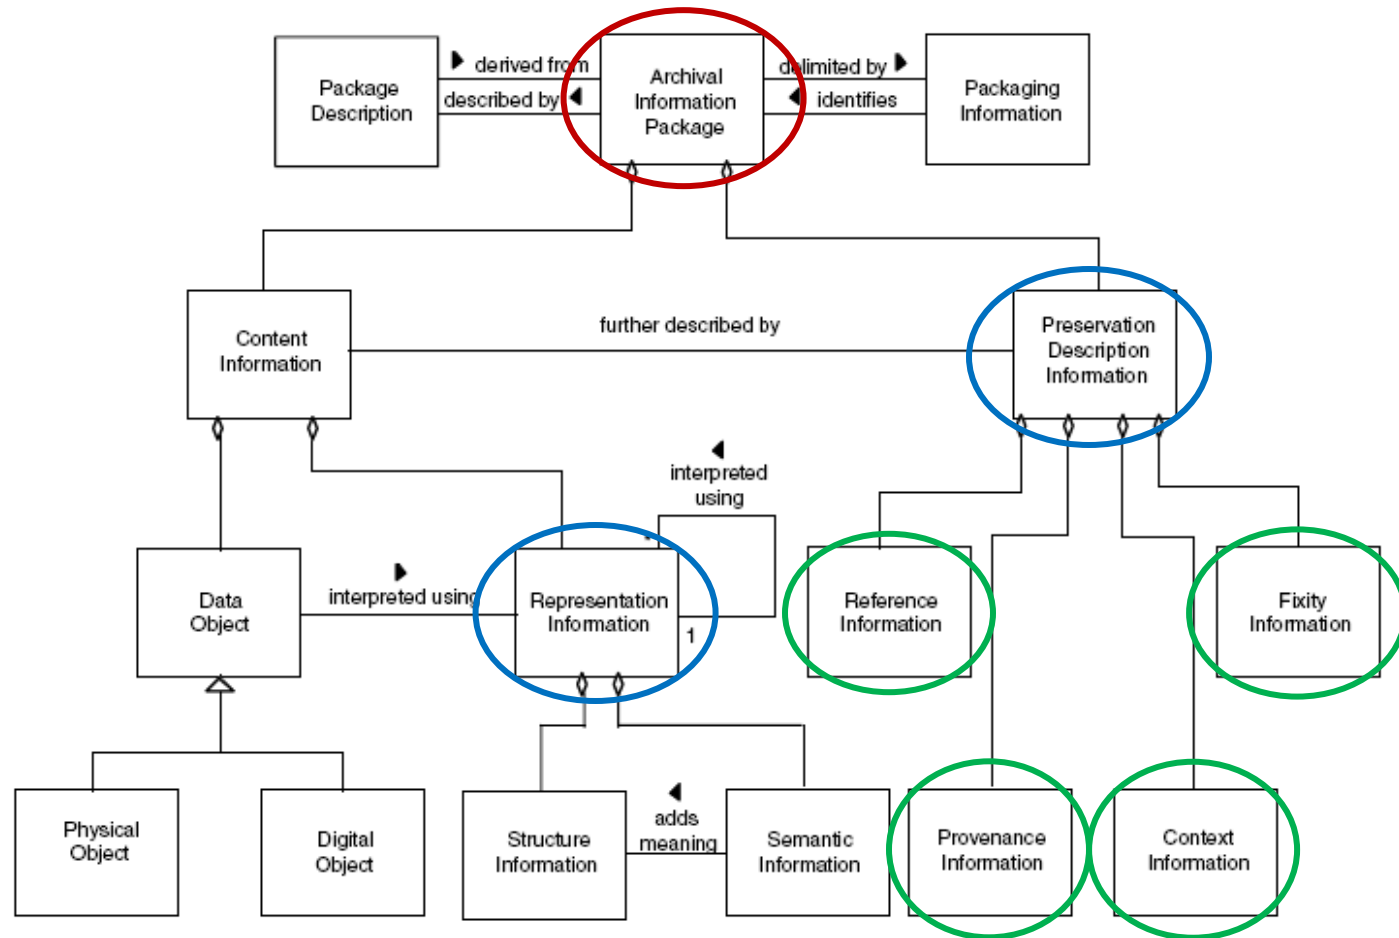 Package
Description
derived from
described by
Archival
Information
Package
delimited by
identifies
Packaging
Information
Content
Information
further described by
Preservation
Description
Information
interpreted
using
*
1
Data
Object
interpreted using
Representation
Information
Reference
Information
Fixity
Information
Physical
Object
Digital
Object
Structure
Information
adds
meaning
Semantic
Information
Provenance
Information
Context
Information